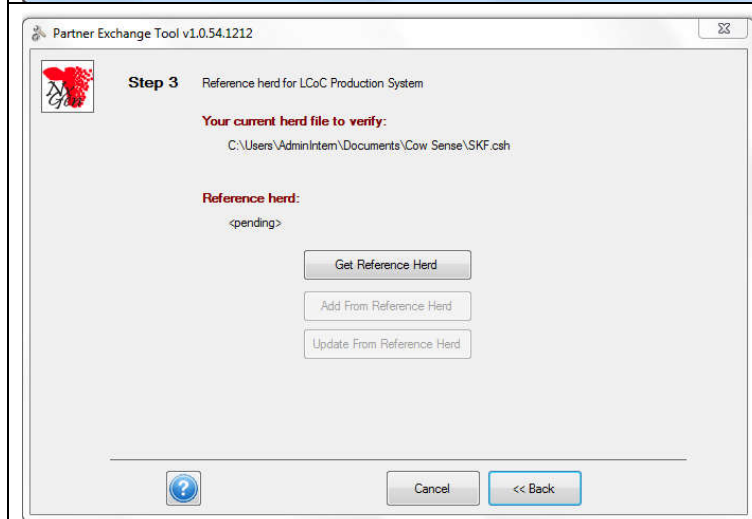 Partner Exchange Tool v1.0.54.1212
NxGen
Step 3 Reference herd for LCoC Production System
Your current herd file to verify:
C:\Users\AdminIntern\Documents\Cow Sense\SKF.csh
Reference herd:
<pending>
Get Reference Herd
Add From Reference Herd
Update From Reference Herd
?
Cancel << Back